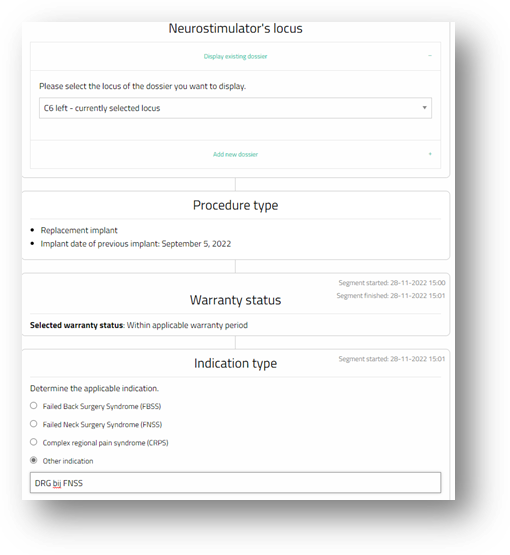 Neurostimulator's locus
Display existing dossier −
Please select the locus of the dossier you want to display.
C6 left - currently selected locus
Add new dossier +
Procedure type
Replacement implant
Implant date of previous implant: September 5, 2022
Segment started: 28-11-2022 15:00
Warranty status
Segment finished: 28-11-2022 15:01
Selected warranty status: Within applicable warranty period
Indication type
Segment started: 28-11-2022 15:01
Determine the applicable indication.
Failed Back Surgery Syndrome (FBSS)
Failed Neck Surgery Syndrome (FNSS)
Complex regional pain syndrome (CRPS)
Other indication
DRG bij FNSS